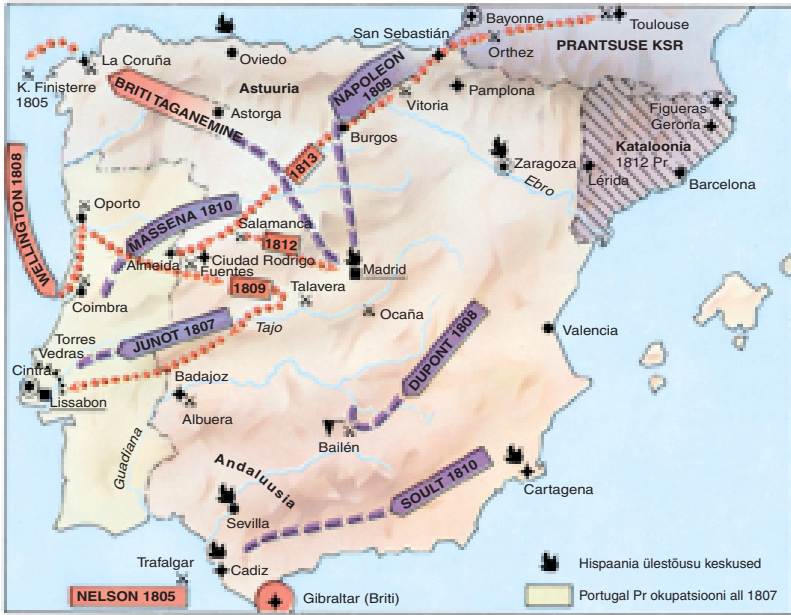 San Sebastián
Bayonne
Toulouse
Orthez
PRANTSUSE KSR
La Coruña
Oviedo
K. Finisterre
1805
Astuuria
BRITI TAGANEMINE
Astorga
NAPOLEON
1809
Pamplona
Vitoria
Burgos
Figueras
Gerona
Kataloonia
1812 Pr
Zaragoza
Lérida
Barcelona
Ebro
1813
WELLINGTON 1808
Oporto
MASSENA 1810
Salamanca
1812
Almeida
Ciudad Rodrigo
Fuentes
Madrid
1809
Coimbra
Talavera
Ocaña
Torres
Vedras
JUNOT 1807
Tajo
DUPONT 1808
Valencia
Cintra
Lissabon
Badajoz
Albuera
Bailén
Guadiana
Andaluusia
SOULT 1810
Cartagena
Sevilla
Trafalgar
Cadiz
NELSON 1805
Gibraltar (Briti)
Hispaania ülestõusu keskused
Portugal Pr okupatsiooni all 1807